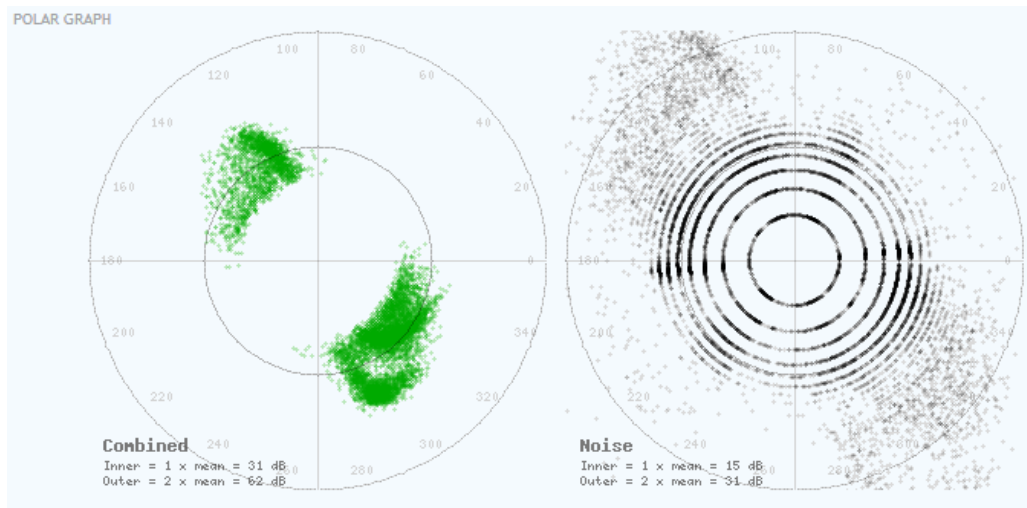 POLAR GRAPH
100 80
120 60
140 40
160 20
180 0
200 340
220 320
240 300
260 280
Combined
Inner = 1 x mean = 31 dB
Outer = 2 x mean = 62 dB
100 80
60
40
160 20
180 0
200 340
220
240 300
280
Noise
Inner = 1 x mean = 15 dB
Outer = 2 x mean = 31 dB